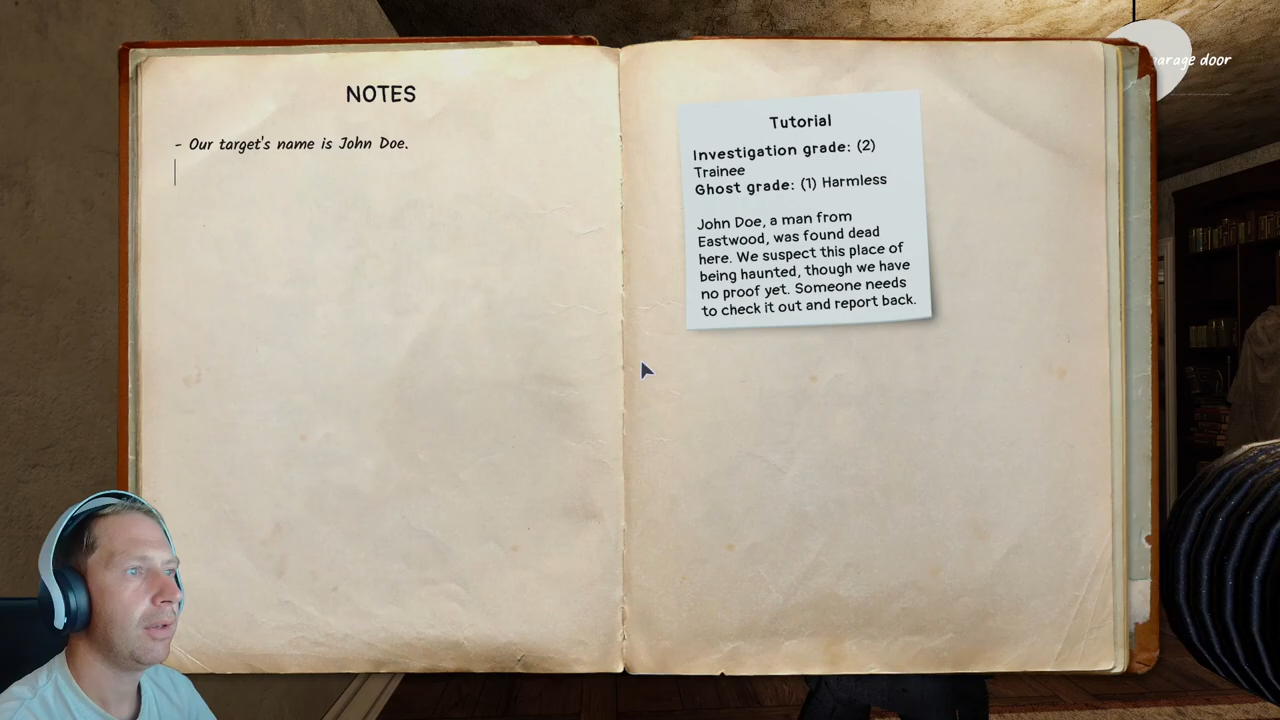 NOTES
- Our target's name is John Doe.
Tutorial
Investigation grade: (2)
Trainee
Ghost grade: (1) Harmless
John Doe, a man from
Eastwood, was found dead
here. We suspect this place of
being haunted, though we have
no proof yet. Someone needs
to check it out and report back.
garage door